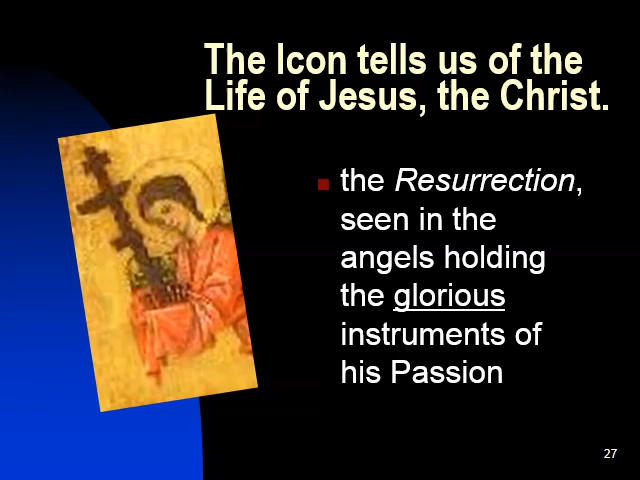 The Icon tells us of the
Life of Jesus, the Christ.
the Resurrection,
seen in the
angels holding
the glorious
instruments of
his Passion
27